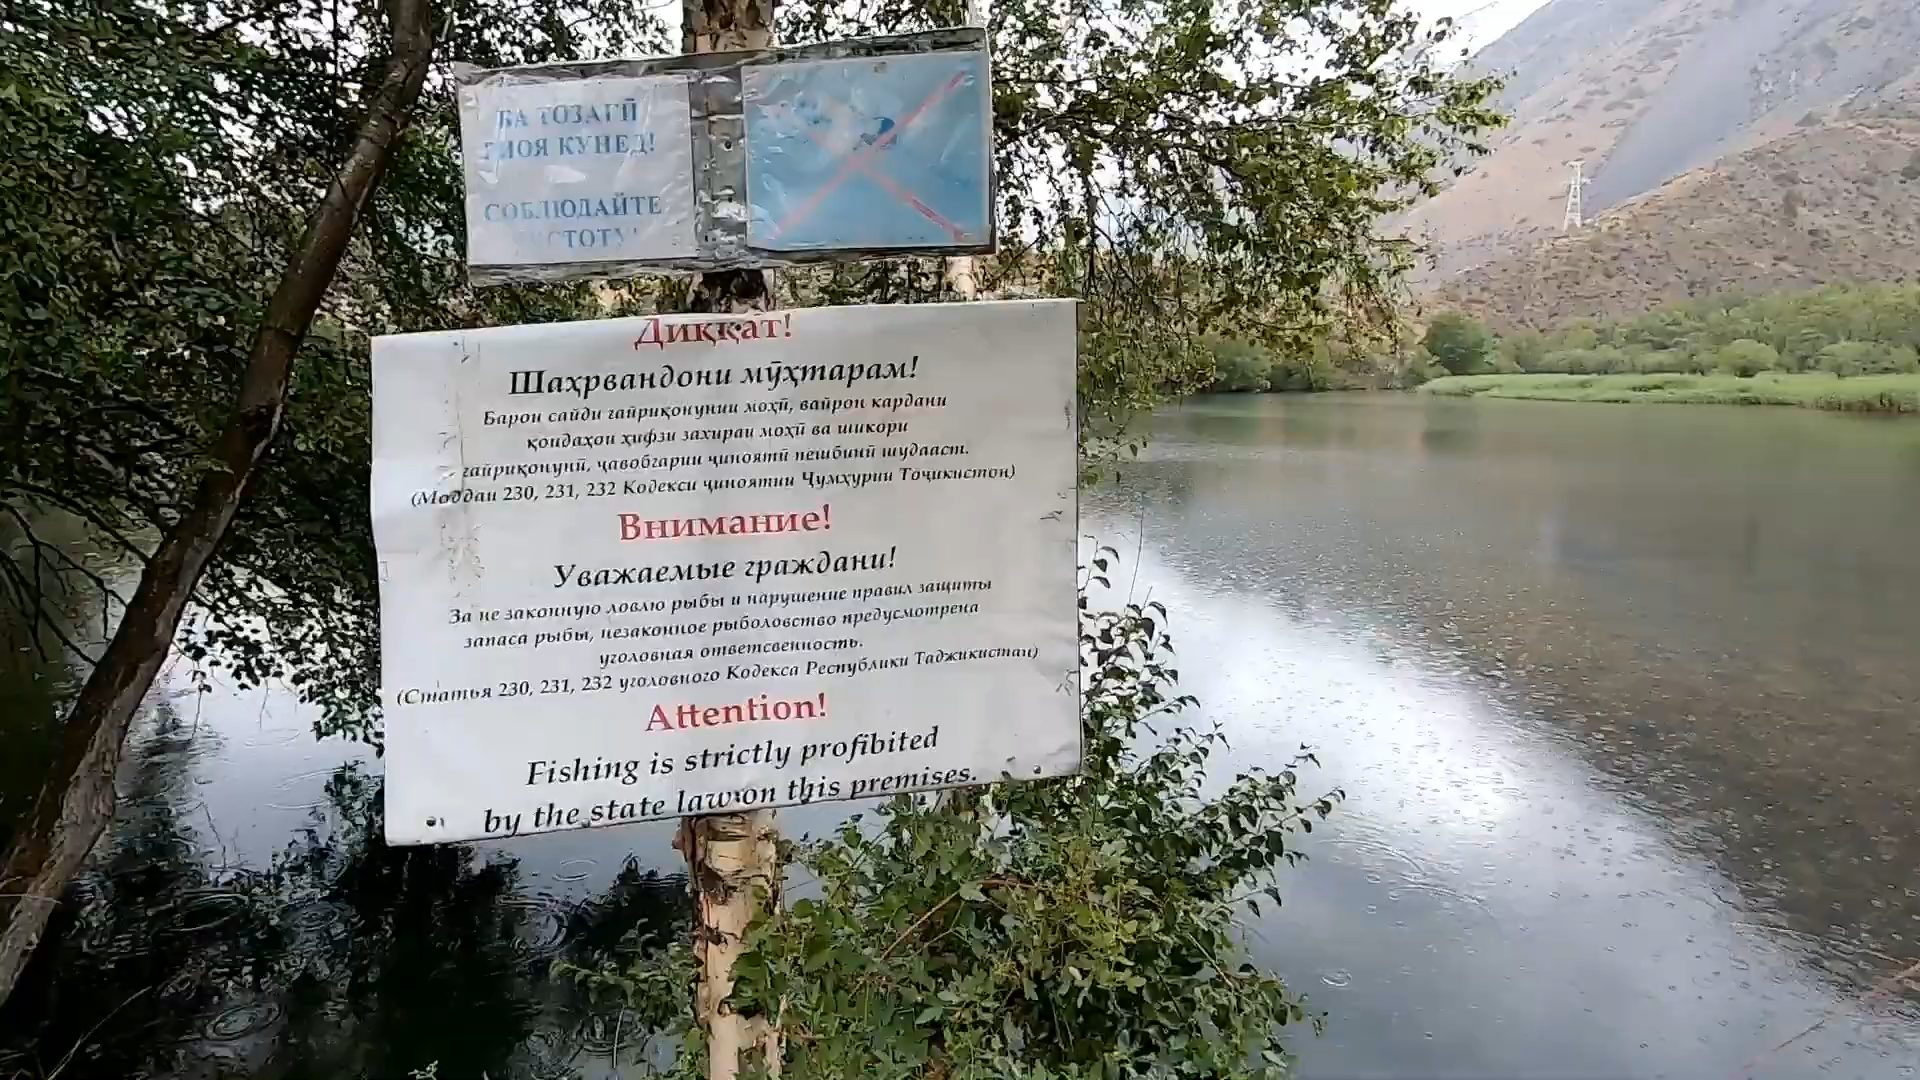 БА ТОЗАГӢ
РИОЯ КУНЕД!
СОБЛЮДАЙТЕ
ЧИСТОТУ!
Диққат!
Шаҳрвандони мӯҳтарам!
Барои сайди гайриқонунии моҳӣ, вайрон кардани
қоидаҳои ҳифзи захираи моҳӣ ва шикори
гайриқонунӣ, ҷавобгарии ҷиноятӣ пешбинӣ шудааст.
(Моддаи 230, 231, 232 Кодекси ҷиноятии Ҷумҳурии Тоҷикистон)
Внимание!
Уважаемые граждани!
За не законную ловлю рыбы и нарушение правил защиты
запаса рыбы, незаконное рыболовство предусмотрена
уголовная ответсвенность.
(Статья 230, 231, 232 уголовного Кодекса Республики Таджикистан)
Attention!
Fishing is strictly profibited
by the state law on this premises.